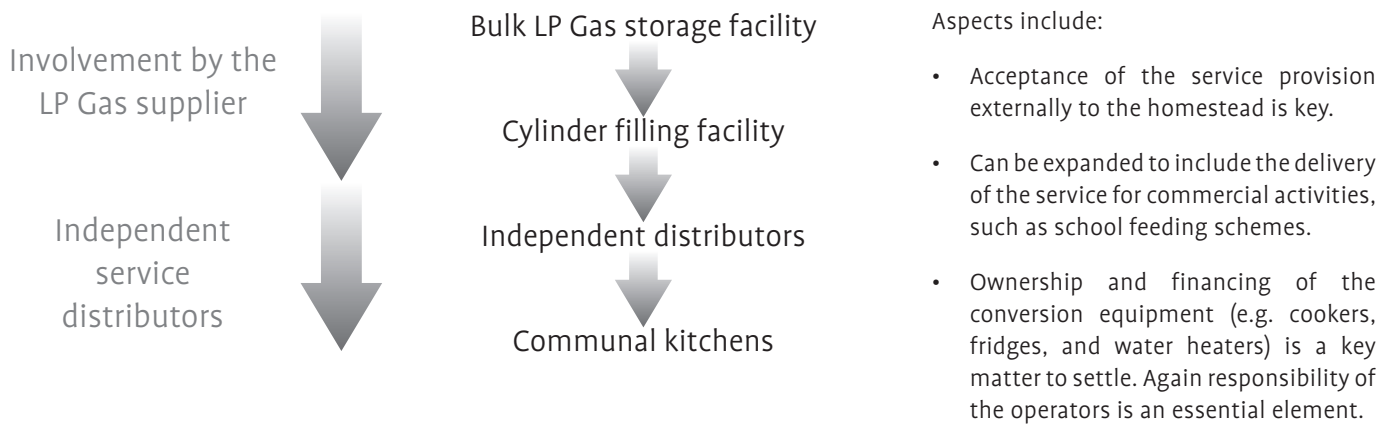 Involvement by the
LP Gas supplier
Independent
service
distributors
Bulk LP Gas storage facility
Cylinder filling facility
Independent distributors
Communal kitchens
Aspects include:
• Acceptance of the service provision
externally to the homestead is key.
• Can be expanded to include the delivery
of the service for commercial activities,
such as school feeding schemes.
• Ownership and financing of the
conversion equipment (e.g. cookers,
fridges, and water heaters) is a key
matter to settle. Again responsibility of
the operators is an essential element.